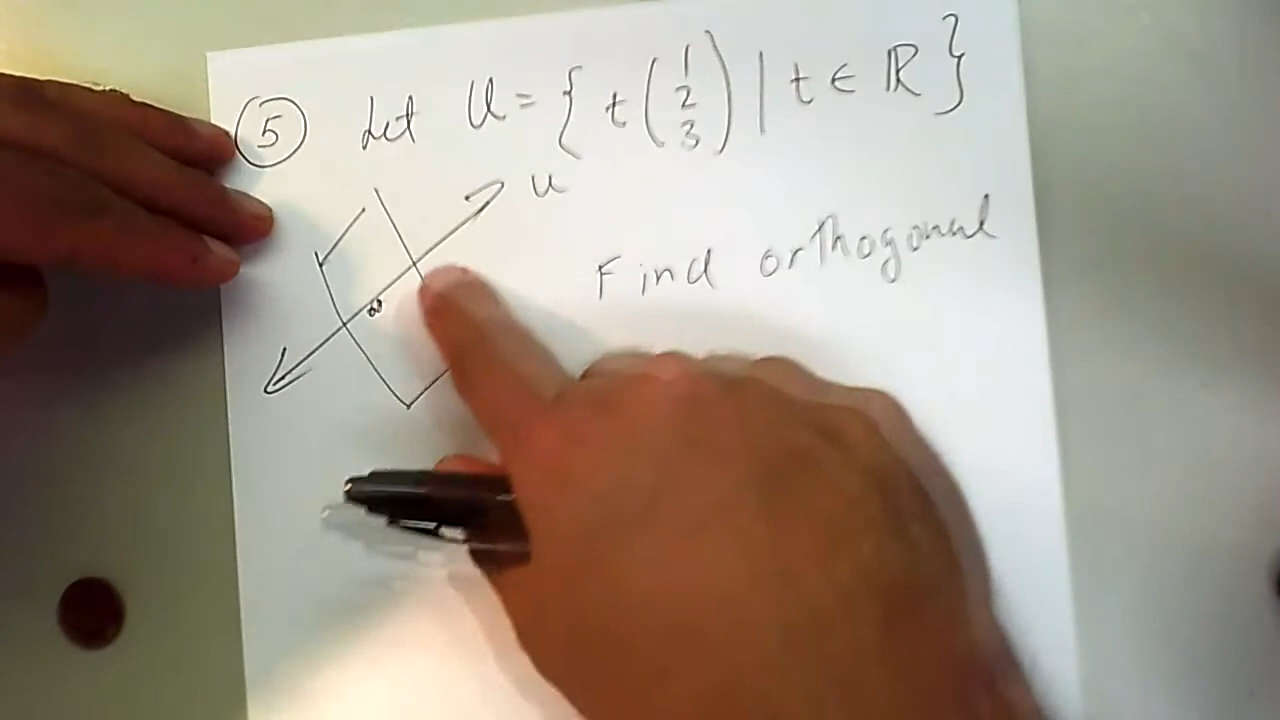 ⑤ Let U = { t (1 2 3) | t ∈ ℝ }
U
Find orthogonal